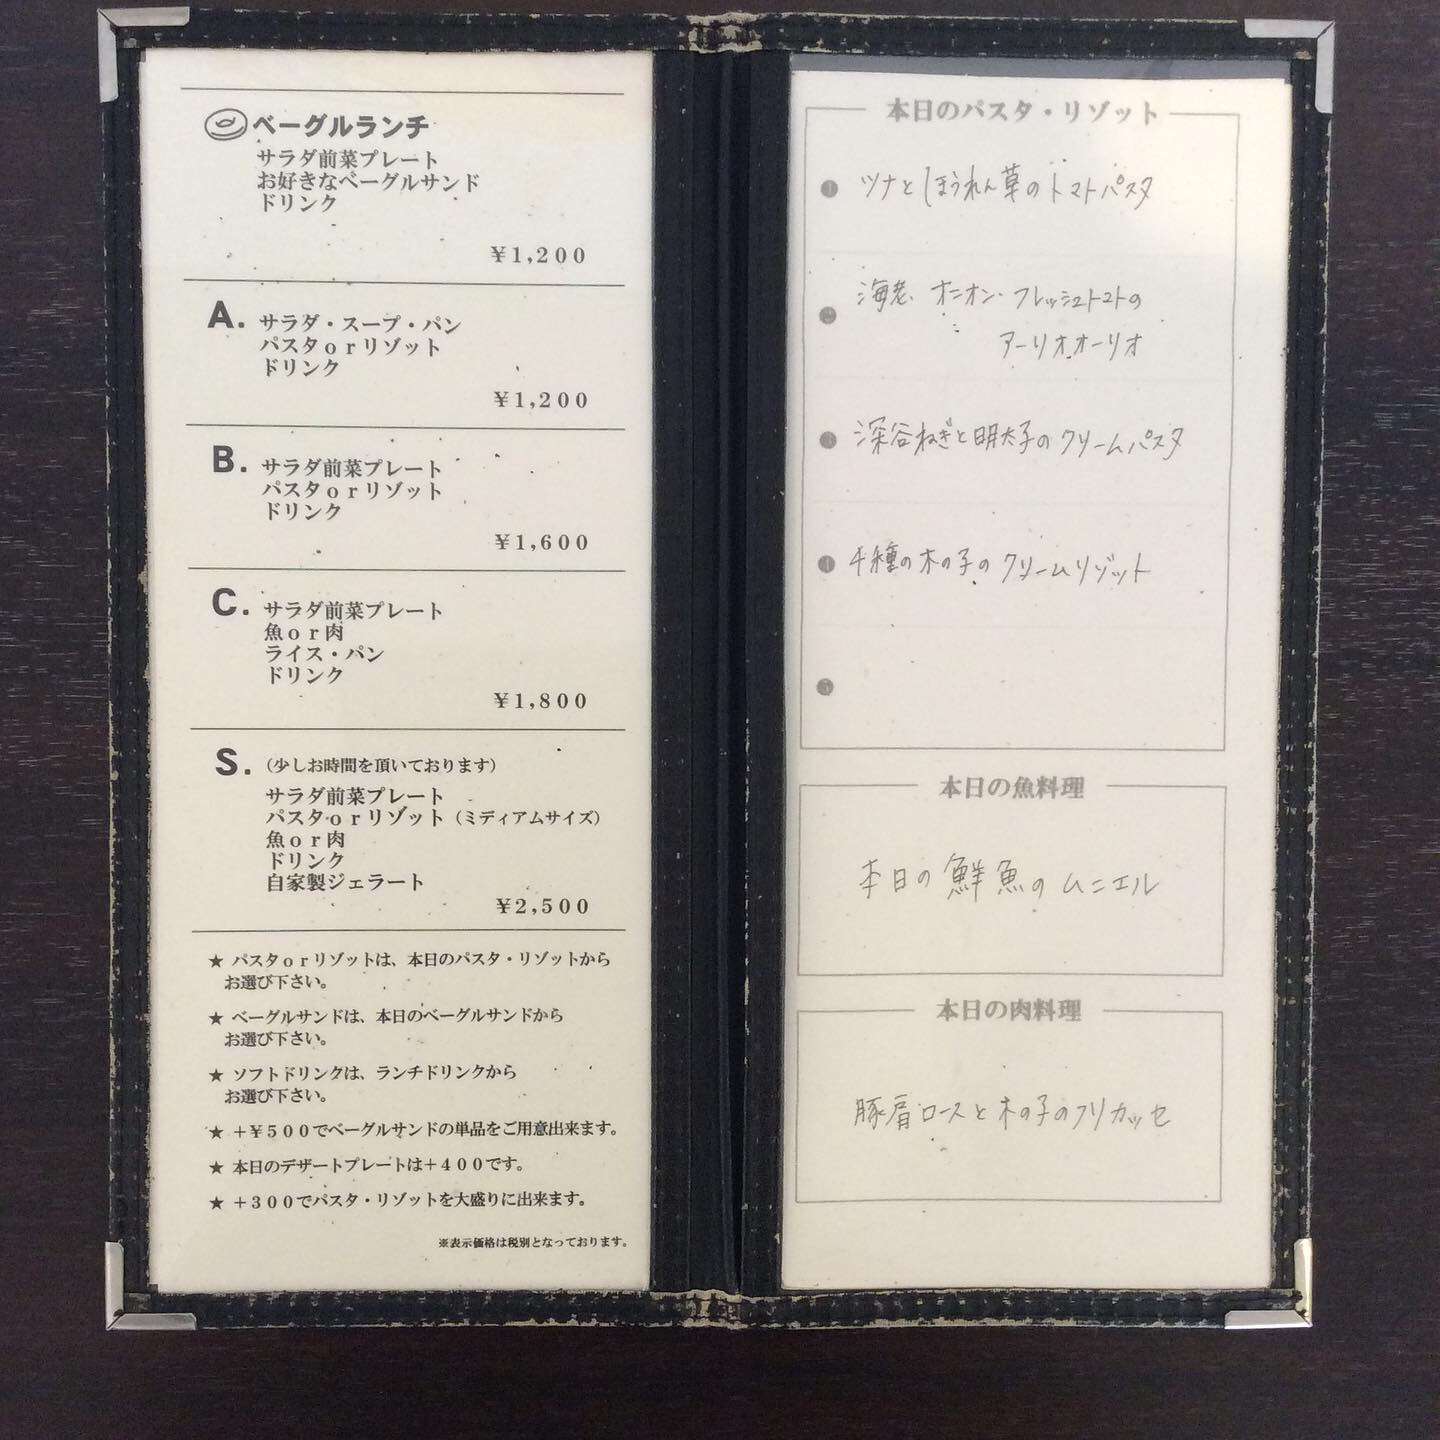 ベーグルランチ
サラダ前菜プレート
お好きなベーグルサンド
ドリンク
￥1,200
A. サラダ・スープ・パン
パスタorリゾット
ドリンク
￥1,200
B. サラダ前菜プレート
パスタorリゾット
ドリンク
￥1,600
C. サラダ前菜プレート
魚or肉
ライス・パン
ドリンク
￥1,800
S. （少しお時間を頂いております）
サラダ前菜プレート
パスタorリゾット（ミディアムサイズ）
魚or肉
ドリンク
自家製ジェラート
￥2,500
★ パスタorリゾットは、本日のパスタ・リゾットから
お選び下さい。
★ ベーグルサンドは、本日のベーグルサンドから
お選び下さい。
★ ソフトドリンクは、ランチドリンクから
お選び下さい。
★ ＋￥５００でベーグルサンドの単品をご用意出来ます。
★ 本日のデザートプレートは＋４００です。
★ ＋３００でパスタ・リゾットを大盛りに出来ます。
※表示価格は税別となっております。
本日のパスタ・リゾット
❶ ツナとほうれん草のトマトパスタ
❷ 海老、オニオン・フレッシュトマトの
アーリオオーリオ
❸ 深谷ねぎと明太子のクリームパスタ
❹ 4種の木の子のクリームリゾット
❺
本日の魚料理
本日の鮮魚のムニエル
本日の肉料理
豚肩ロースと木の子のフリカッセ